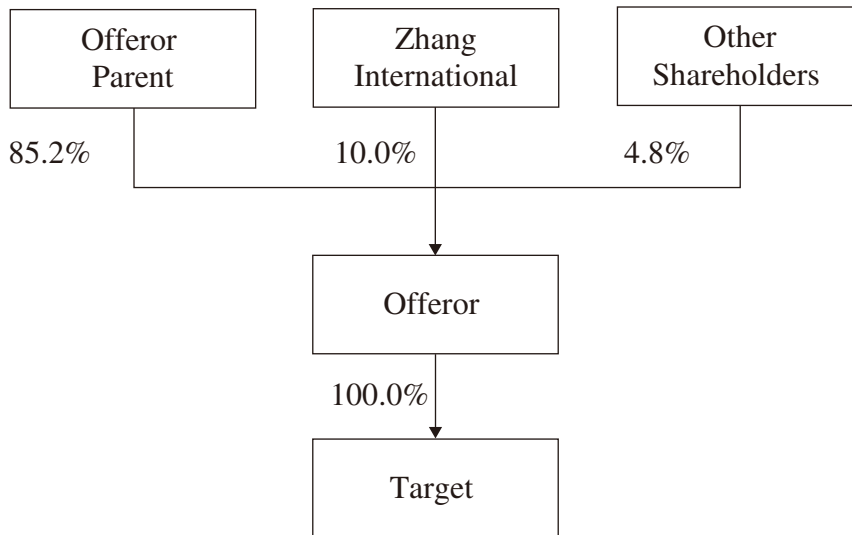 Offeror
Parent
Zhang
International
Other
Shareholders
85.2%
10.0%
4.8%
Offeror
100.0%
Target